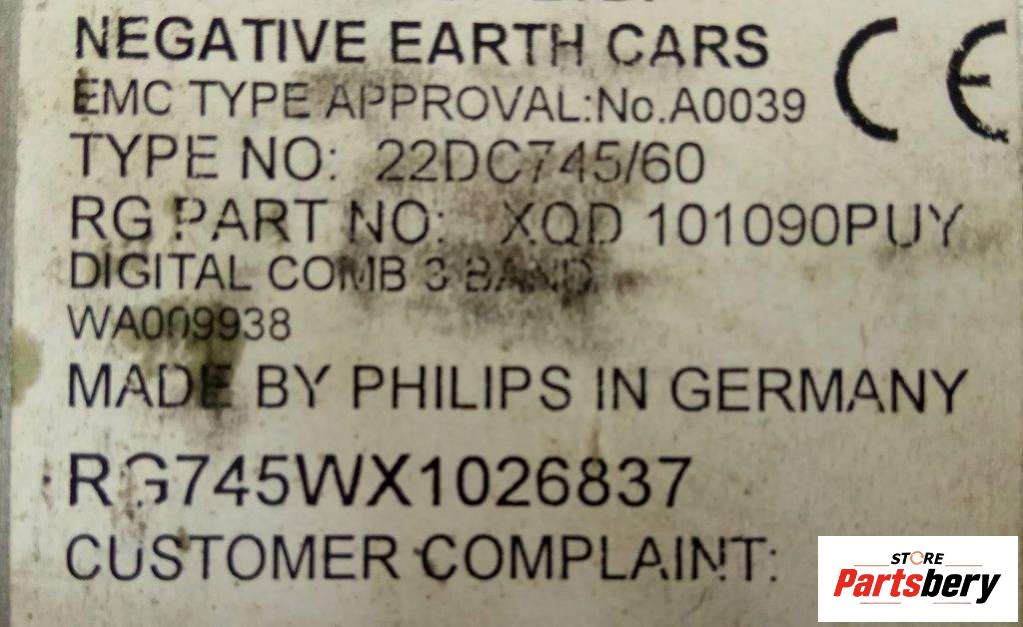 NEGATIVE EARTH CARS
EMC TYPE APPROVAL:No.A0039
CE
TYPE NO: 22DC745/60
RG PART NO: XQD 101090PUY
DIGITAL COMB 3 BAND
WA009938
MADE BY PHILIPS IN GERMANY
RG745WX1026837
CUSTOMER COMPLAINT:
STORE
Partsbery